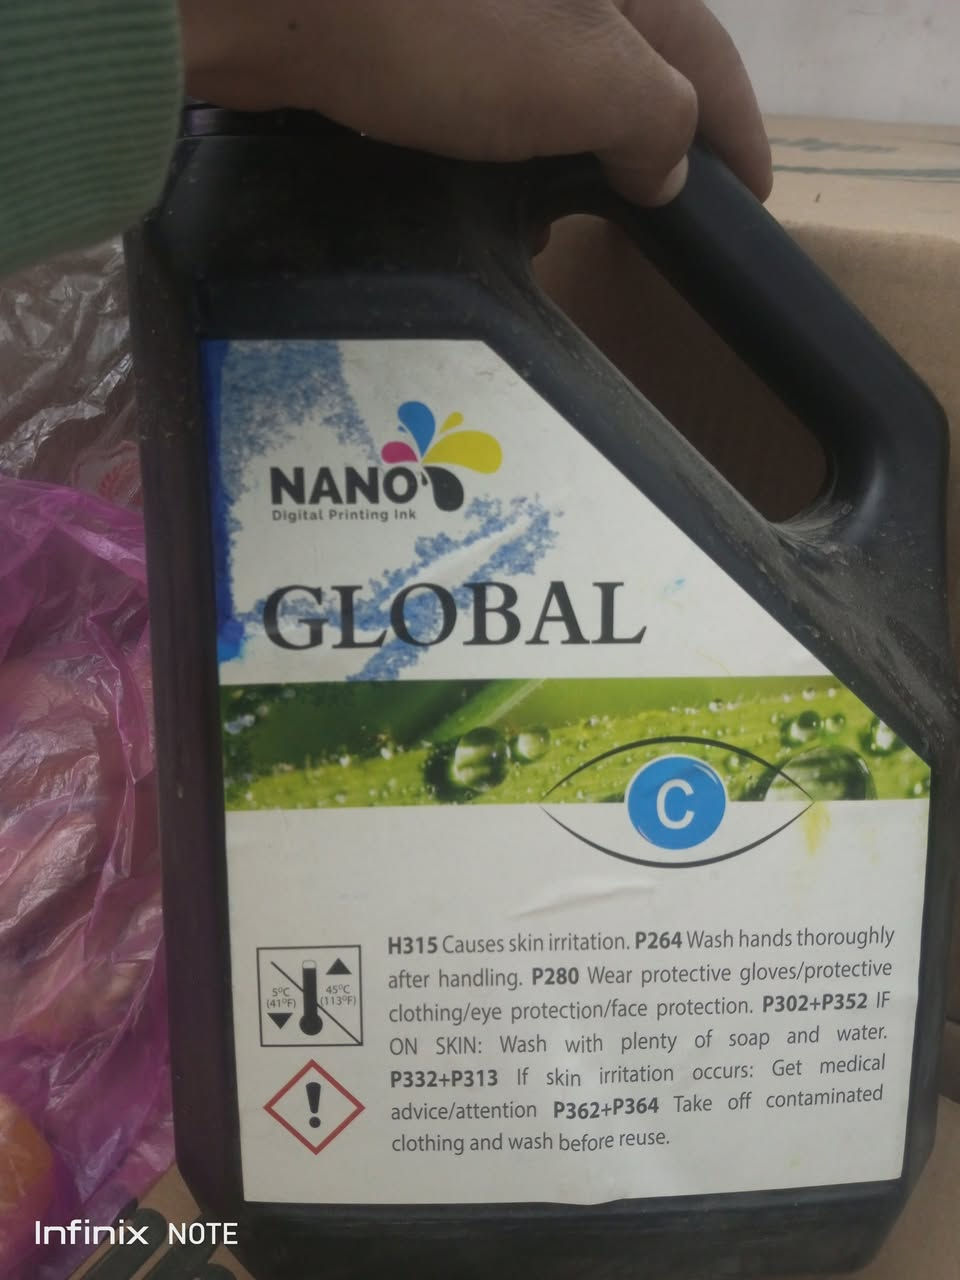 NANO
Digital Printing Ink
GLOBAL
C
H315 Causes skin irritation. P264 Wash hands thoroughly
after handling. P280 Wear protective gloves/protective
clothing/eye protection/face protection. P302+P352 IF
ON SKIN: Wash with plenty of soap and water.
P332+P313 If skin irritation occurs: Get medical
advice/attention P362+P364 Take off contaminated
clothing and wash before reuse.
5°C 45°C
(41°F) (113°F)
!
Infinix NOTE